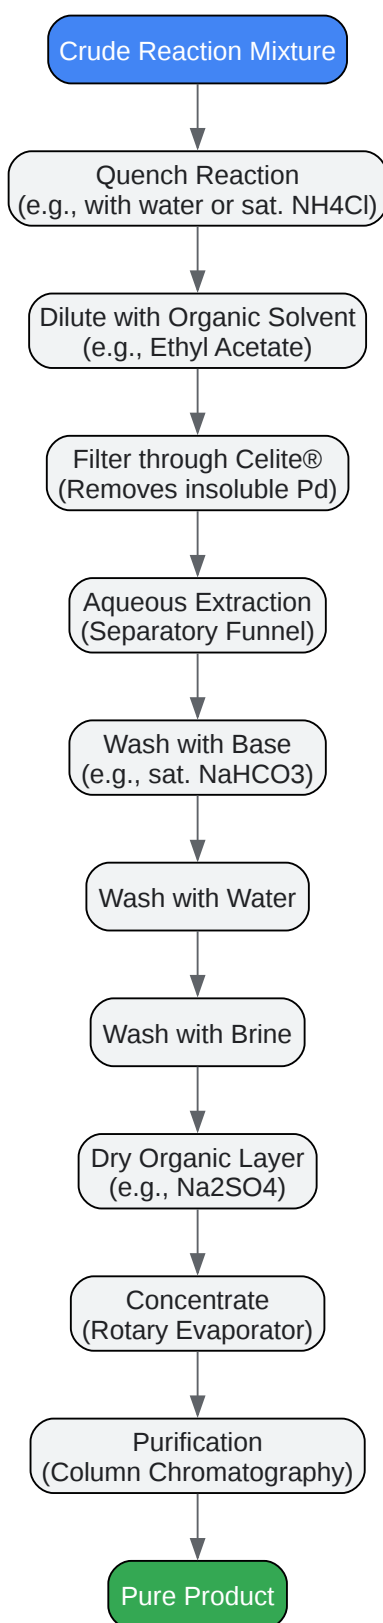 Crude Reaction Mixture
Quench Reaction
(e.g., with water or sat. NH4Cl)
Dilute with Organic Solvent
(e.g., Ethyl Acetate)
Filter through Celite®
(Removes insoluble Pd)
Aqueous Extraction
(Separatory Funnel)
Wash with Base
(e.g., sat. NaHCO3)
Wash with Water
Wash with Brine
Dry Organic Layer
(e.g., Na2SO4)
Concentrate
(Rotary Evaporator)
Purification
(Column Chromatography)
Pure Product